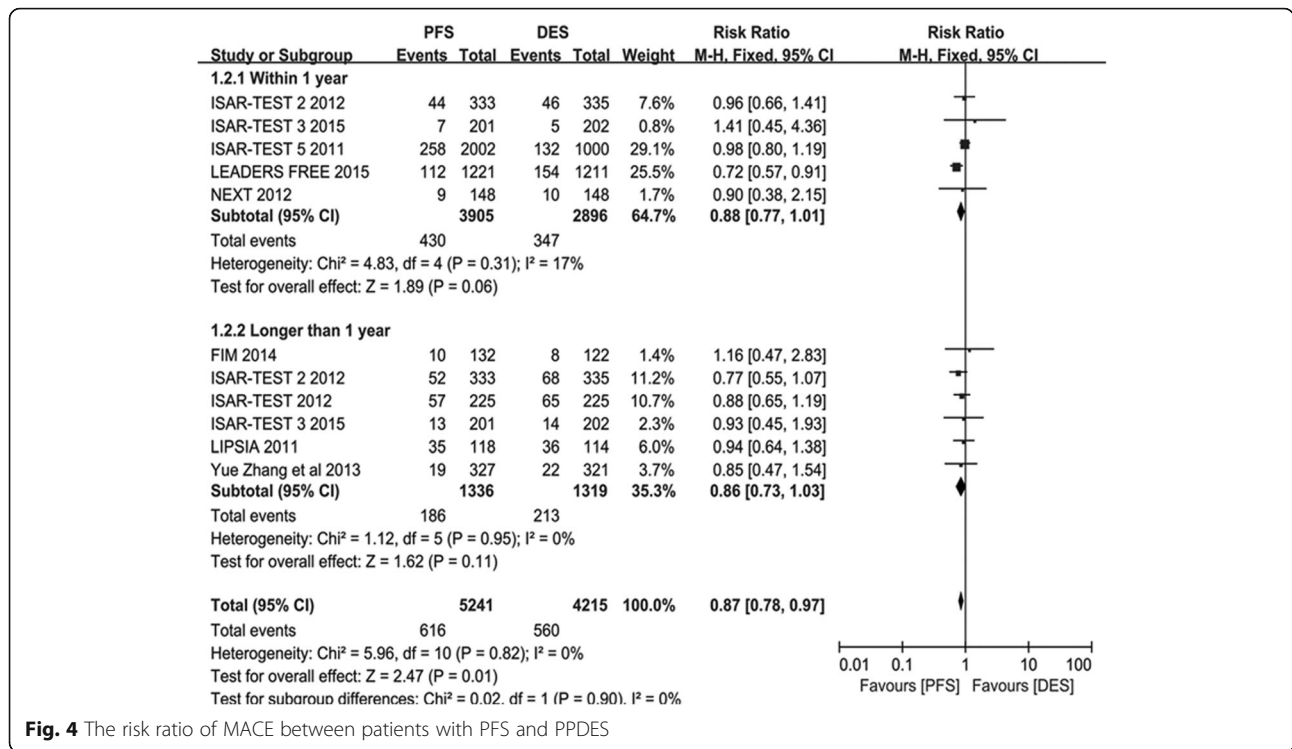 PFS DES Risk Ratio Risk Ratio
Study or Subgroup Events Total Events Total Weight M-H, Fixed, 95% CI M-H, Fixed, 95% CI
1.2.1 Within 1 year
ISAR-TEST 2 2012 44 333 46 335 7.6% 0.96 [0.66, 1.41]
ISAR-TEST 3 2015 7 201 5 202 0.8% 1.41 [0.45, 4.36]
ISAR-TEST 5 2011 258 2002 132 1000 29.1% 0.98 [0.80, 1.19]
LEADERS FREE 2015 112 1221 154 1211 25.5% 0.72 [0.57, 0.91]
NEXT 2012 9 148 10 148 1.7% 0.90 [0.38, 2.15]
Subtotal (95% CI) 3905 2896 64.7% 0.88 [0.77, 1.01]
Total events 430 347
Heterogeneity: Chi² = 4.83, df = 4 (P = 0.31); I² = 17%
Test for overall effect: Z = 1.89 (P = 0.06)
1.2.2 Longer than 1 year
FIM 2014 10 132 8 122 1.4% 1.16 [0.47, 2.83]
ISAR-TEST 2 2012 52 333 68 335 11.2% 0.77 [0.55, 1.07]
ISAR-TEST 2012 57 225 65 225 10.7% 0.88 [0.65, 1.19]
ISAR-TEST 3 2015 13 201 14 202 2.3% 0.93 [0.45, 1.93]
LIPSIA 2011 35 118 36 114 6.0% 0.94 [0.64, 1.38]
Yue Zhang et al 2013 19 327 22 321 3.7% 0.85 [0.47, 1.54]
Subtotal (95% CI) 1336 1319 35.3% 0.86 [0.73, 1.03]
Total events 186 213
Heterogeneity: Chi² = 1.12, df = 5 (P = 0.95); I² = 0%
Test for overall effect: Z = 1.62 (P = 0.11)
Total (95% CI) 5241 4215 100.0% 0.87 [0.78, 0.97]
Total events 616 560
Heterogeneity: Chi² = 5.96, df = 10 (P = 0.82); I² = 0%
Test for overall effect: Z = 2.47 (P = 0.01)
Test for subgroup differences: Chi² = 0.02, df = 1 (P = 0.90), I² = 0%
0.01 0.1 1 10 100
Favours [PFS] Favours [DES]
Fig. 4 The risk ratio of MACE between patients with PFS and PPDES